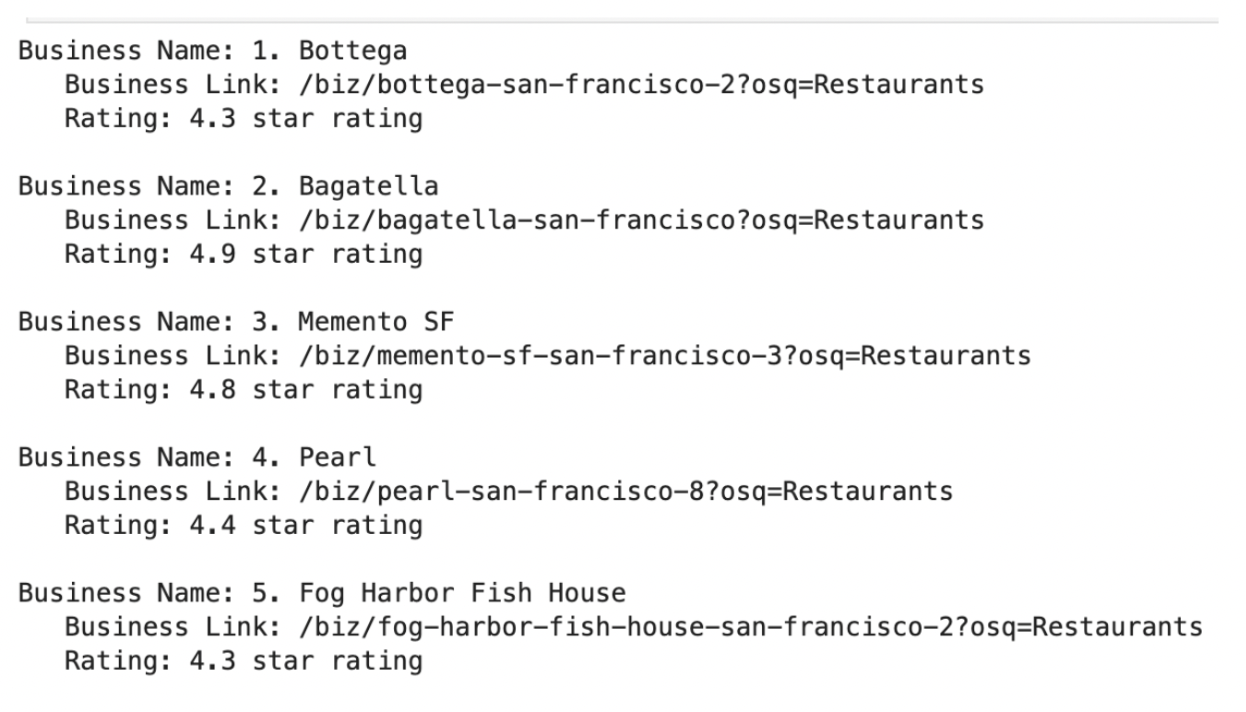 Business Name: 1. Bottega
Business Link: /biz/bottega-san-francisco-2?osq=Restaurants
Rating: 4.3 star rating
Business Name: 2. Bagatella
Business Link: /biz/bagatella-san-francisco?osq=Restaurants
Rating: 4.9 star rating
Business Name: 3. Memento SF
Business Link: /biz/memento-sf-san-francisco-3?osq=Restaurants
Rating: 4.8 star rating
Business Name: 4. Pearl
Business Link: /biz/pearl-san-francisco-8?osq=Restaurants
Rating: 4.4 star rating
Business Name: 5. Fog Harbor Fish House
Business Link: /biz/fog-harbor-fish-house-san-francisco-2?osq=Restaurants
Rating: 4.3 star rating